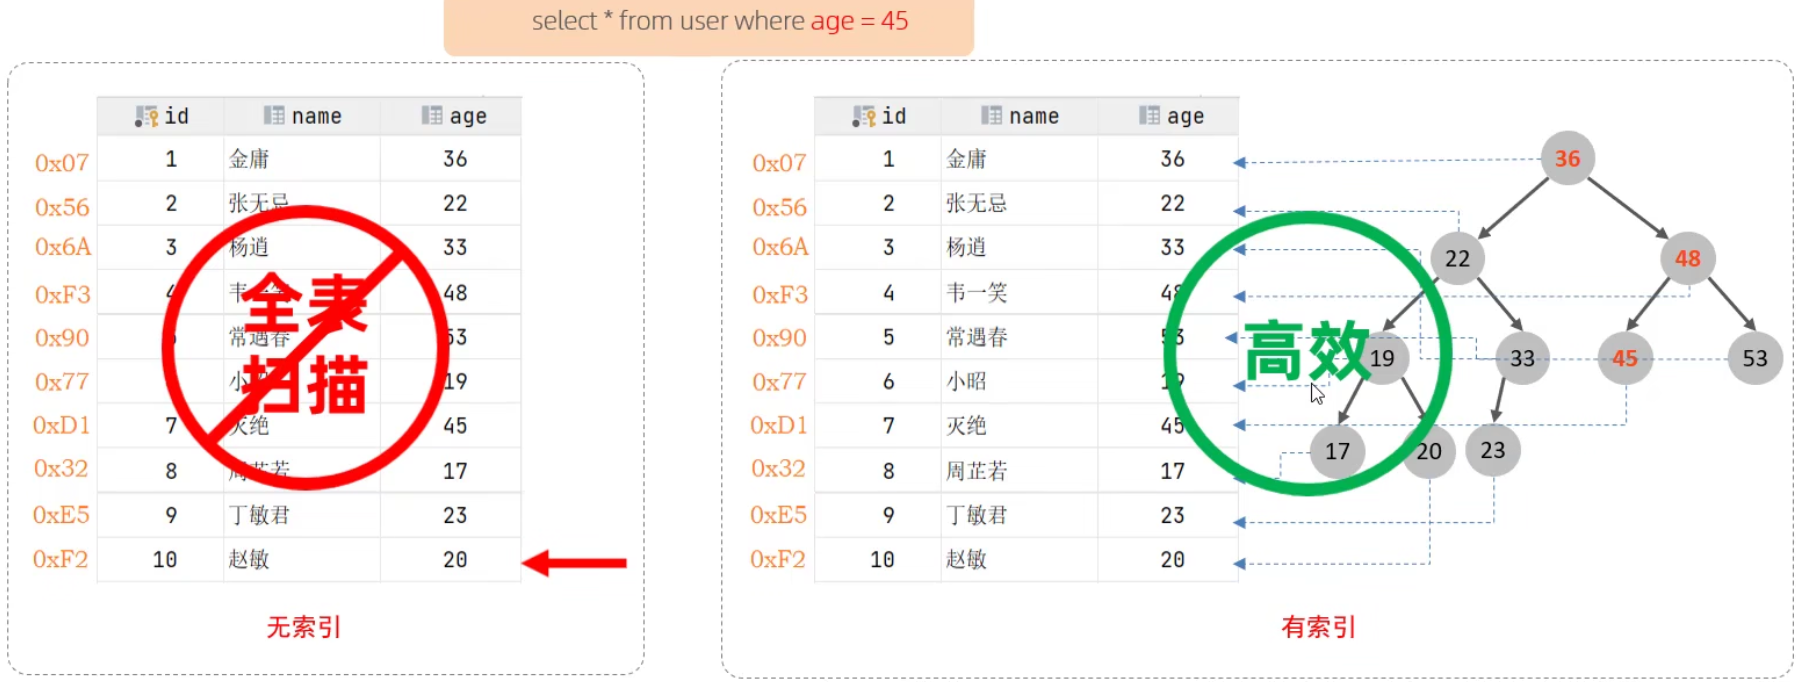 select * from user where age = 45
id name age
0x07 1 金庸 36
0x56 2 张无忌 22
0x6A 3 杨逍 33
0xF3 4 韦一笑 48
0x90 5 常遇春 53
0x77 6 小昭 19
0xD1 7 灭绝 45
0x32 8 周芷若 17
0xE5 9 丁敏君 23
0xF2 10 赵敏 20
全表
扫描
无索引
id name age
0x07 1 金庸 36
0x56 2 张无忌 22
0x6A 3 杨逍 33
0xF3 4 韦一笑 48
0x90 5 常遇春 53
0x77 6 小昭 19
0xD1 7 灭绝 45
0x32 8 周芷若 17
0xE5 9 丁敏君 23
0xF2 10 赵敏 20
高效
36
22 48
19 33 45 53
17 20 23
有索引